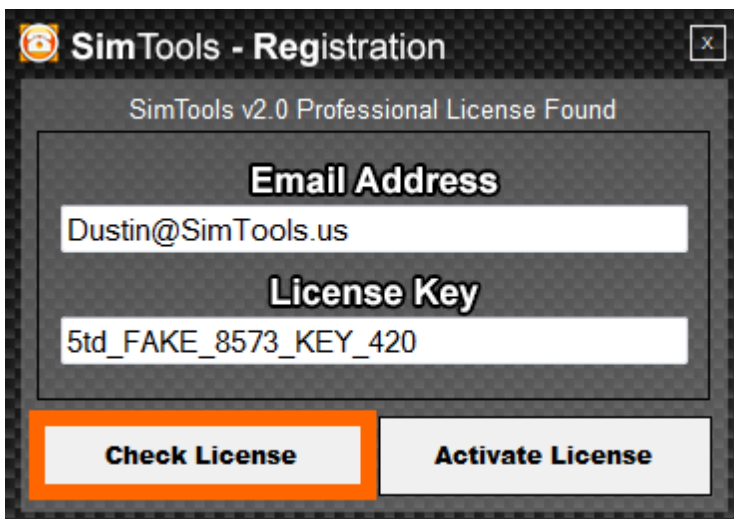 SimTools - Registration
x
SimTools v2.0 Professional License Found
Email Address
Dustin@SimTools.us
License Key
5td_FAKE_8573_KEY_420
Check License
Activate License